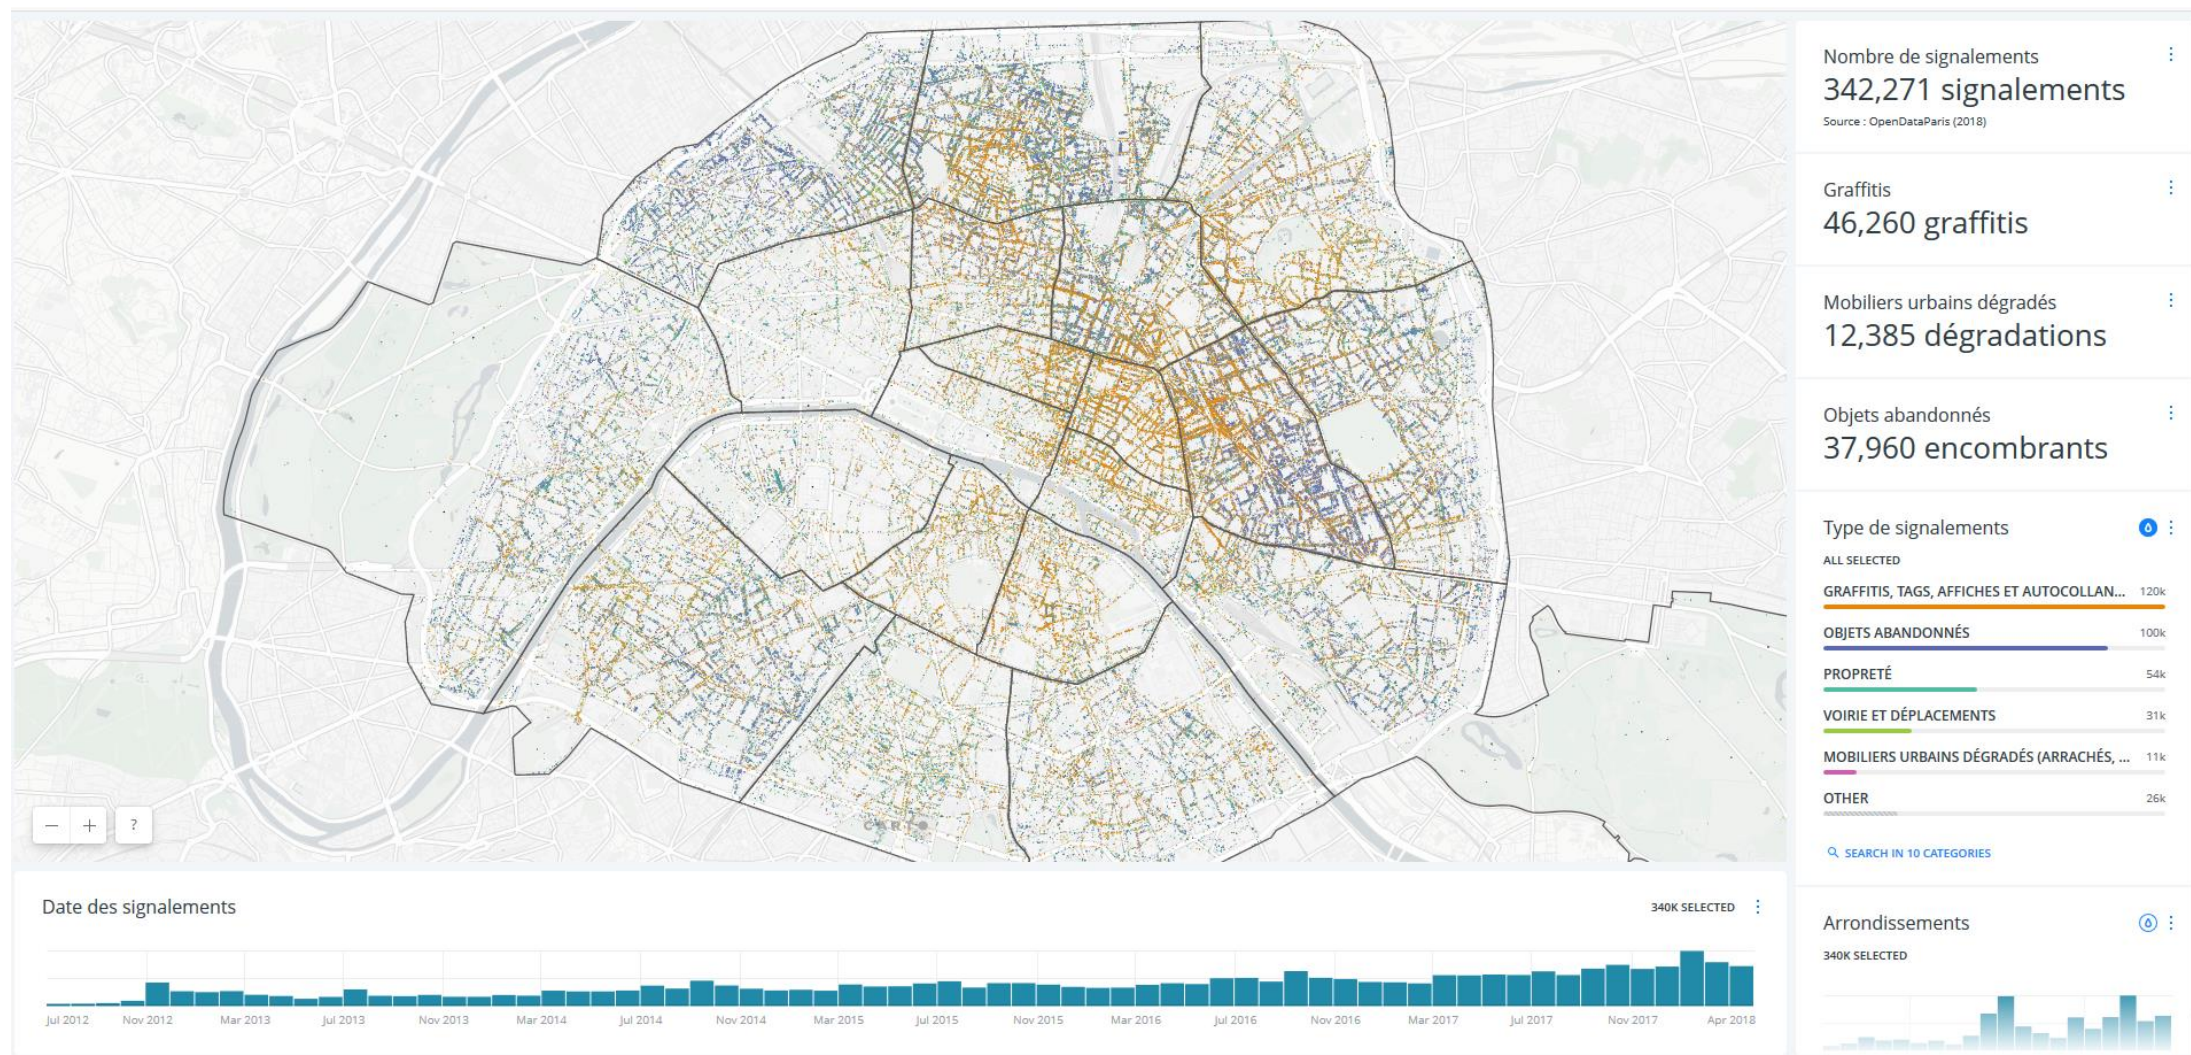 Nombre de signalements
342,271 signalements
Source : OpenDataParis (2018)
Graffitis
46,260 graffitis
Mobiliers urbains dégradés
12,385 dégradations
Objets abandonnés
37,960 encombrants
Type de signalements
ALL SELECTED
GRAFFITIS, TAGS, AFFICHES ET AUTOCOLLAN... 120k
OBJETS ABANDONNÉS 100k
PROPRETÉ 54k
VOIRIE ET DÉPLACEMENTS 31k
MOBILIERS URBAINS DÉGRADÉS (ARRACHÉS, ... 11k
OTHER 26k
SEARCH IN 10 CATEGORIES
Arrondissements
340K SELECTED
− + ?
CARTO
Date des signalements 340K SELECTED
Jul 2012 Nov 2012 Mar 2013 Jul 2013 Nov 2013 Mar 2014 Jul 2014 Nov 2014 Mar 2015 Jul 2015 Nov 2015 Mar 2016 Jul 2016 Nov 2016 Mar 2017 Jul 2017 Nov 2017 Apr 2018